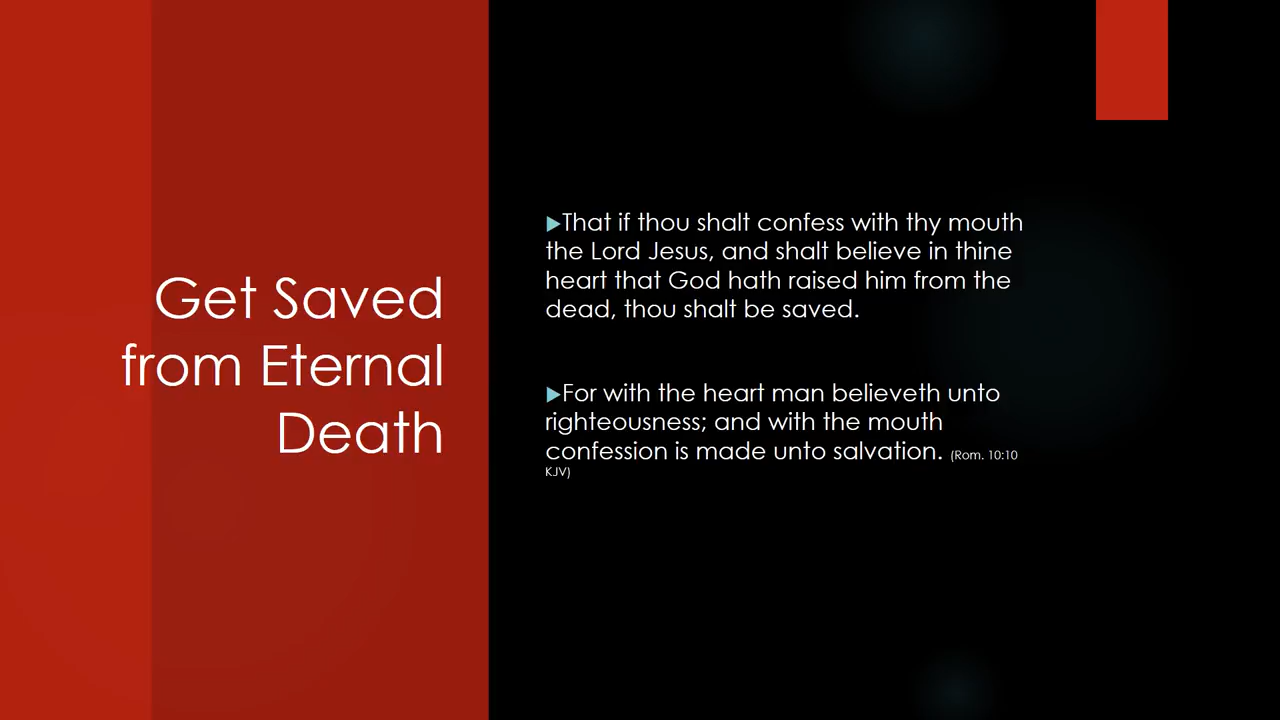 Get Saved
from Eternal
Death
That if thou shalt confess with thy mouth
the Lord Jesus, and shalt believe in thine
heart that God hath raised him from the
dead, thou shalt be saved.
For with the heart man believeth unto
righteousness; and with the mouth
confession is made unto salvation. (Rom. 10:10
KJV)